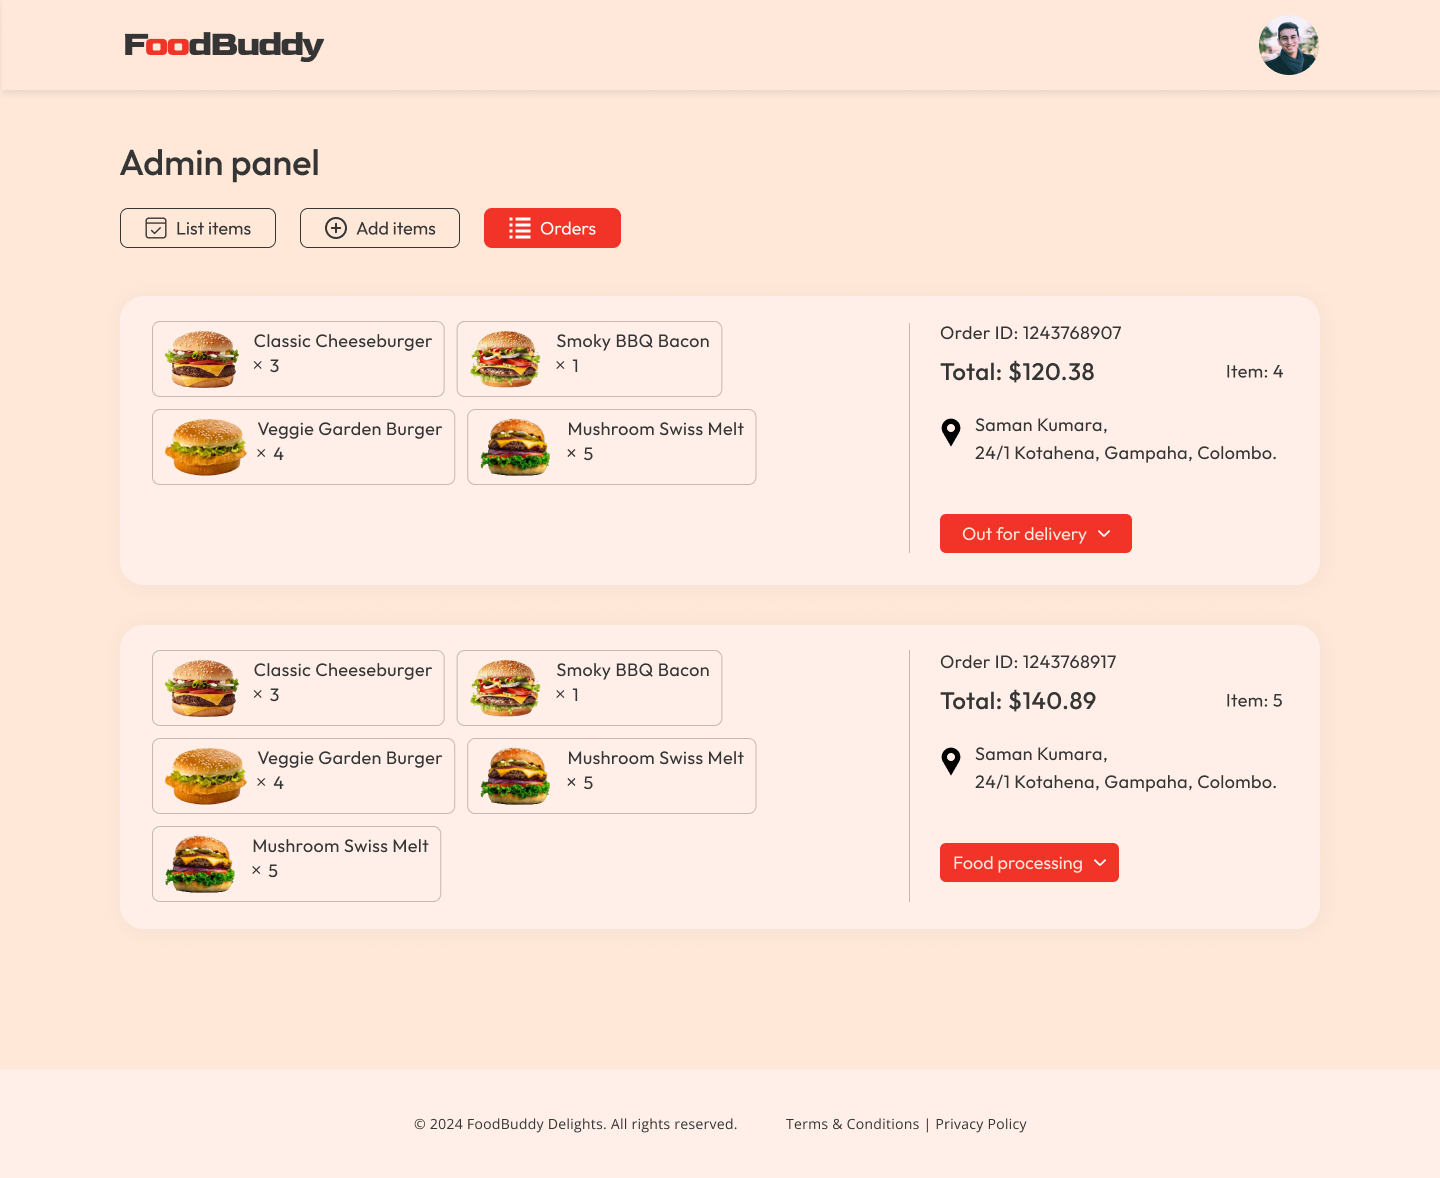 FoodBuddy
Admin panel
List items
Add items
Orders
Classic Cheeseburger
× 3
Smoky BBQ Bacon
× 1
Veggie Garden Burger
× 4
Mushroom Swiss Melt
× 5
Order ID: 1243768907
Total: $120.38
Item: 4
Saman Kumara,
24/1 Kotahena, Gampaha, Colombo.
Out for delivery
Classic Cheeseburger
× 3
Smoky BBQ Bacon
× 1
Veggie Garden Burger
× 4
Mushroom Swiss Melt
× 5
Mushroom Swiss Melt
× 5
Order ID: 1243768917
Total: $140.89
Item: 5
Saman Kumara,
24/1 Kotahena, Gampaha, Colombo.
Food processing
© 2024 FoodBuddy Delights. All rights reserved.
Terms & Conditions | Privacy Policy